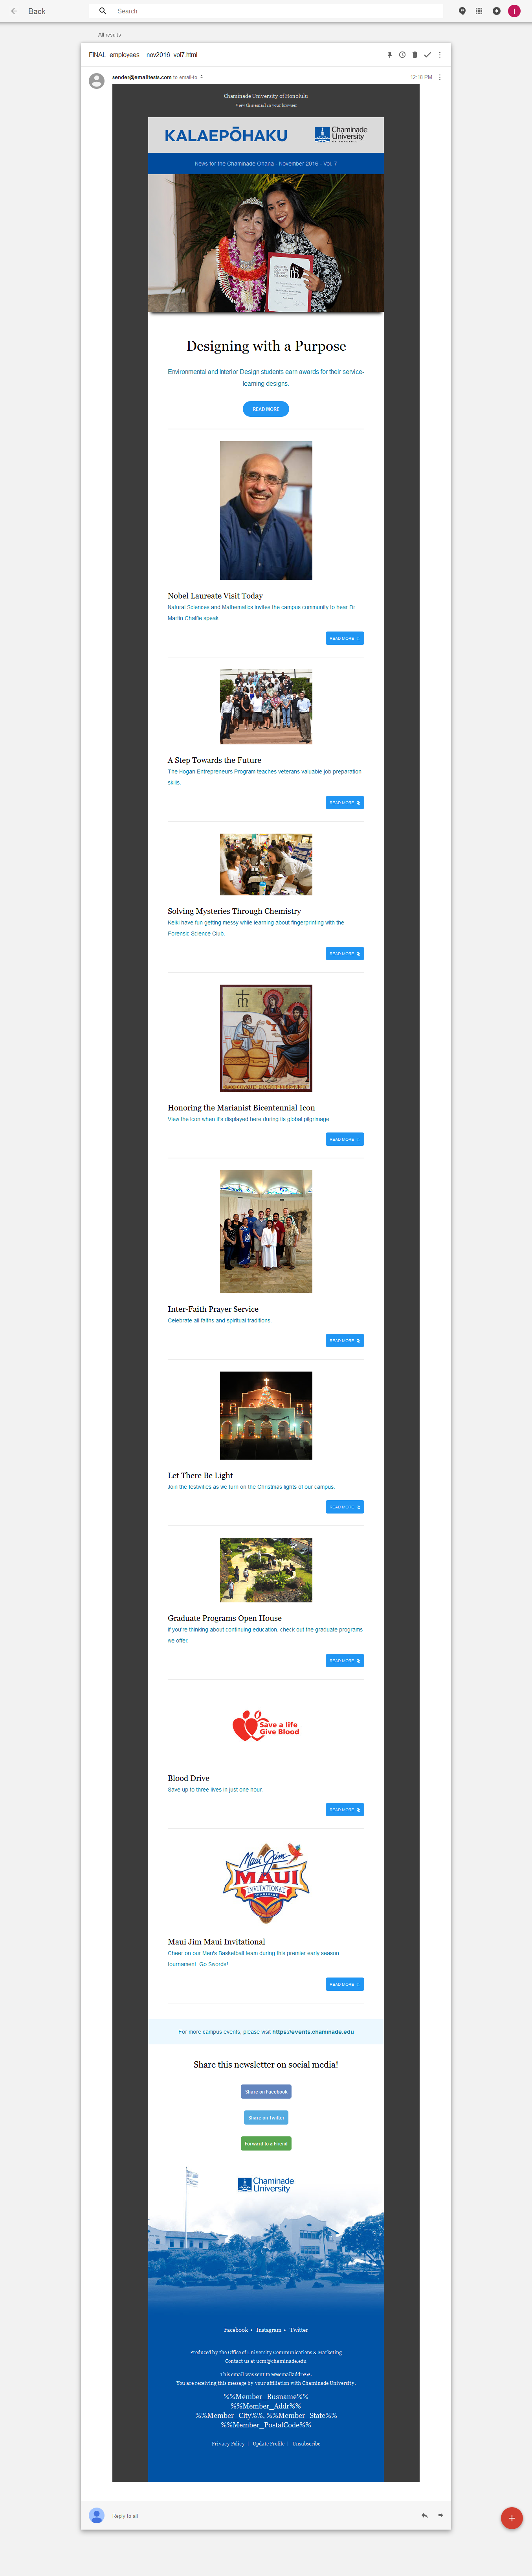 Back
Search
All results
FINAL_employees__nov2016_vol7.html
sender@emailtests.com to email-to
12:18 PM
Chaminade University of Honolulu
View this email in your browser
KALAEPŌHAKU
Chaminade
University
OF HONOLULU
News for the Chaminade Ohana - November 2016 - Vol. 7
Designing with a Purpose
Environmental and Interior Design students earn awards for their service-
learning designs.
READ MORE
Nobel Laureate Visit Today
Natural Sciences and Mathematics invites the campus community to hear Dr.
Martin Chalfie speak.
READ MORE
A Step Towards the Future
The Hogan Entrepreneurs Program teaches veterans valuable job preparation
skills.
READ MORE
Solving Mysteries Through Chemistry
Keiki have fun getting messy while learning about fingerprinting with the
Forensic Science Club.
READ MORE
Honoring the Marianist Bicentennial Icon
View the icon when it's displayed here during its global pilgrimage.
READ MORE
Inter-Faith Prayer Service
Celebrate all faiths and spiritual traditions.
READ MORE
Let There Be Light
Join the festivities as we turn on the Christmas lights of our campus.
READ MORE
Graduate Programs Open House
If you're thinking about continuing education, check out the graduate programs
we offer.
READ MORE
Save a life
Give Blood
Blood Drive
Save up to three lives in just one hour.
READ MORE
Maui Jim
MAUI
INVITATIONAL
CHAMINADE
Maui Jim Maui Invitational
Cheer on our Men's Basketball team during this premier early season
tournament. Go Swords!
READ MORE
For more campus events, please visit https://events.chaminade.edu
Share this newsletter on social media!
Share on Facebook
Share on Twitter
Forward to a Friend
Chaminade
University
Facebook • Instagram • Twitter
Produced by the Office of University Communications & Marketing
Contact us at ucm@chaminade.edu
This email was sent to %%emailaddr%%.
You are receiving this message by your affiliation with Chaminade University.
%%Member_Busname%%
%%Member_Addr%%
%%Member_City%%, %%Member_State%%
%%Member_PostalCode%%
Privacy Policy | Update Profile | Unsubscribe
Reply to all